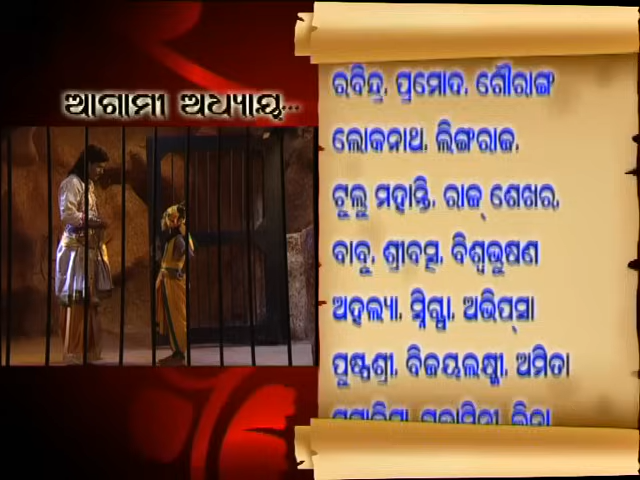 ଆଗାମୀ ଅଧ୍ୟାୟ...
ରବିନ୍ଦ୍ର, ପ୍ରମୋଦ, ଶୌରାଙ୍ଗ
ଲୋକନାଥ, ଲିଙ୍ଗରାଜ,
ଟୁଲୁ ମହାନ୍ତି, ରାଜ୍ ଶେଖର,
ବାବୁ, ଶ୍ରୀବତ୍ସ, ବିଶ୍ୱଭୂଷଣ
ଅହଲ୍ୟା, ସ୍ନିଗ୍ଧା, ଅଭିପ୍ସା
ପୁଷ୍ପଶ୍ରୀ, ବିଜୟଲକ୍ଷ୍ମୀ, ଅମିତା